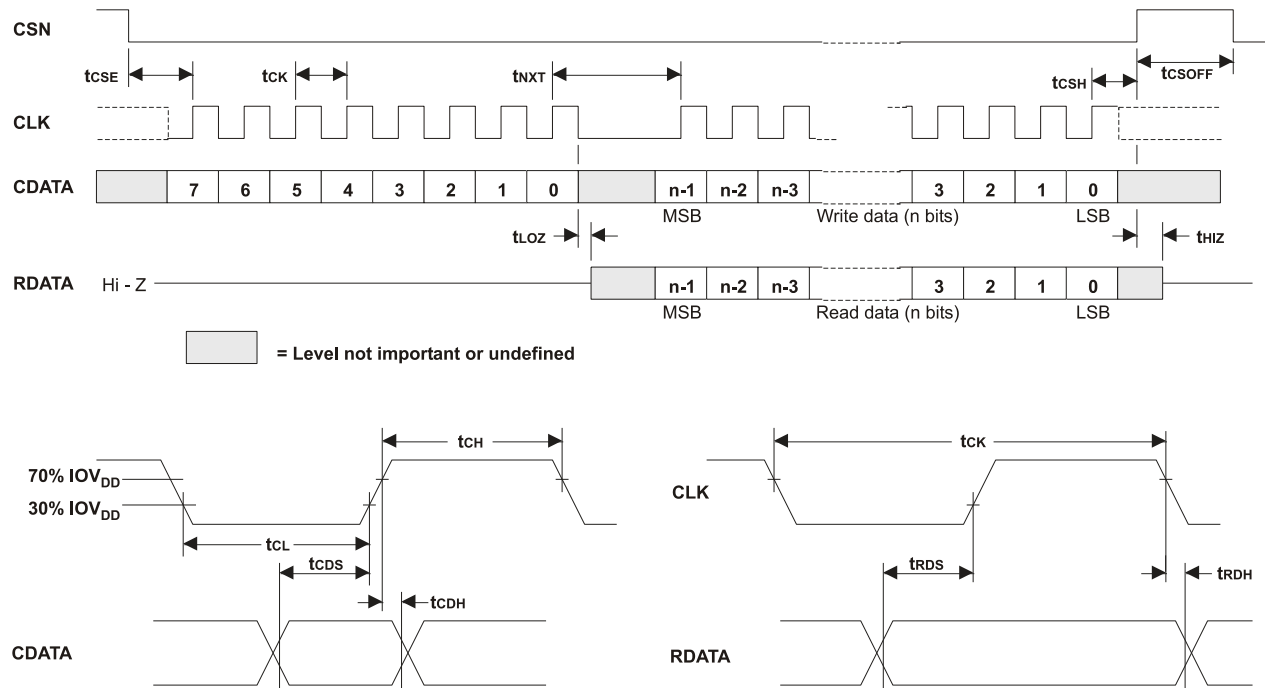 CSN
tCSE tCK tNXT tCSH tCSOFF
CLK
CDATA 7 6 5 4 3 2 1 0 n-1 n-2 n-3 3 2 1 0
MSB Write data (n bits) LSB
tLOZ tHIZ
RDATA Hi - Z n-1 n-2 n-3 3 2 1 0
MSB Read data (n bits) LSB
= Level not important or undefined
tCH tCK
70% IOVDD
CLK
30% IOVDD
tCL
tCDS tRDS
tCDH tRDH
CDATA RDATA